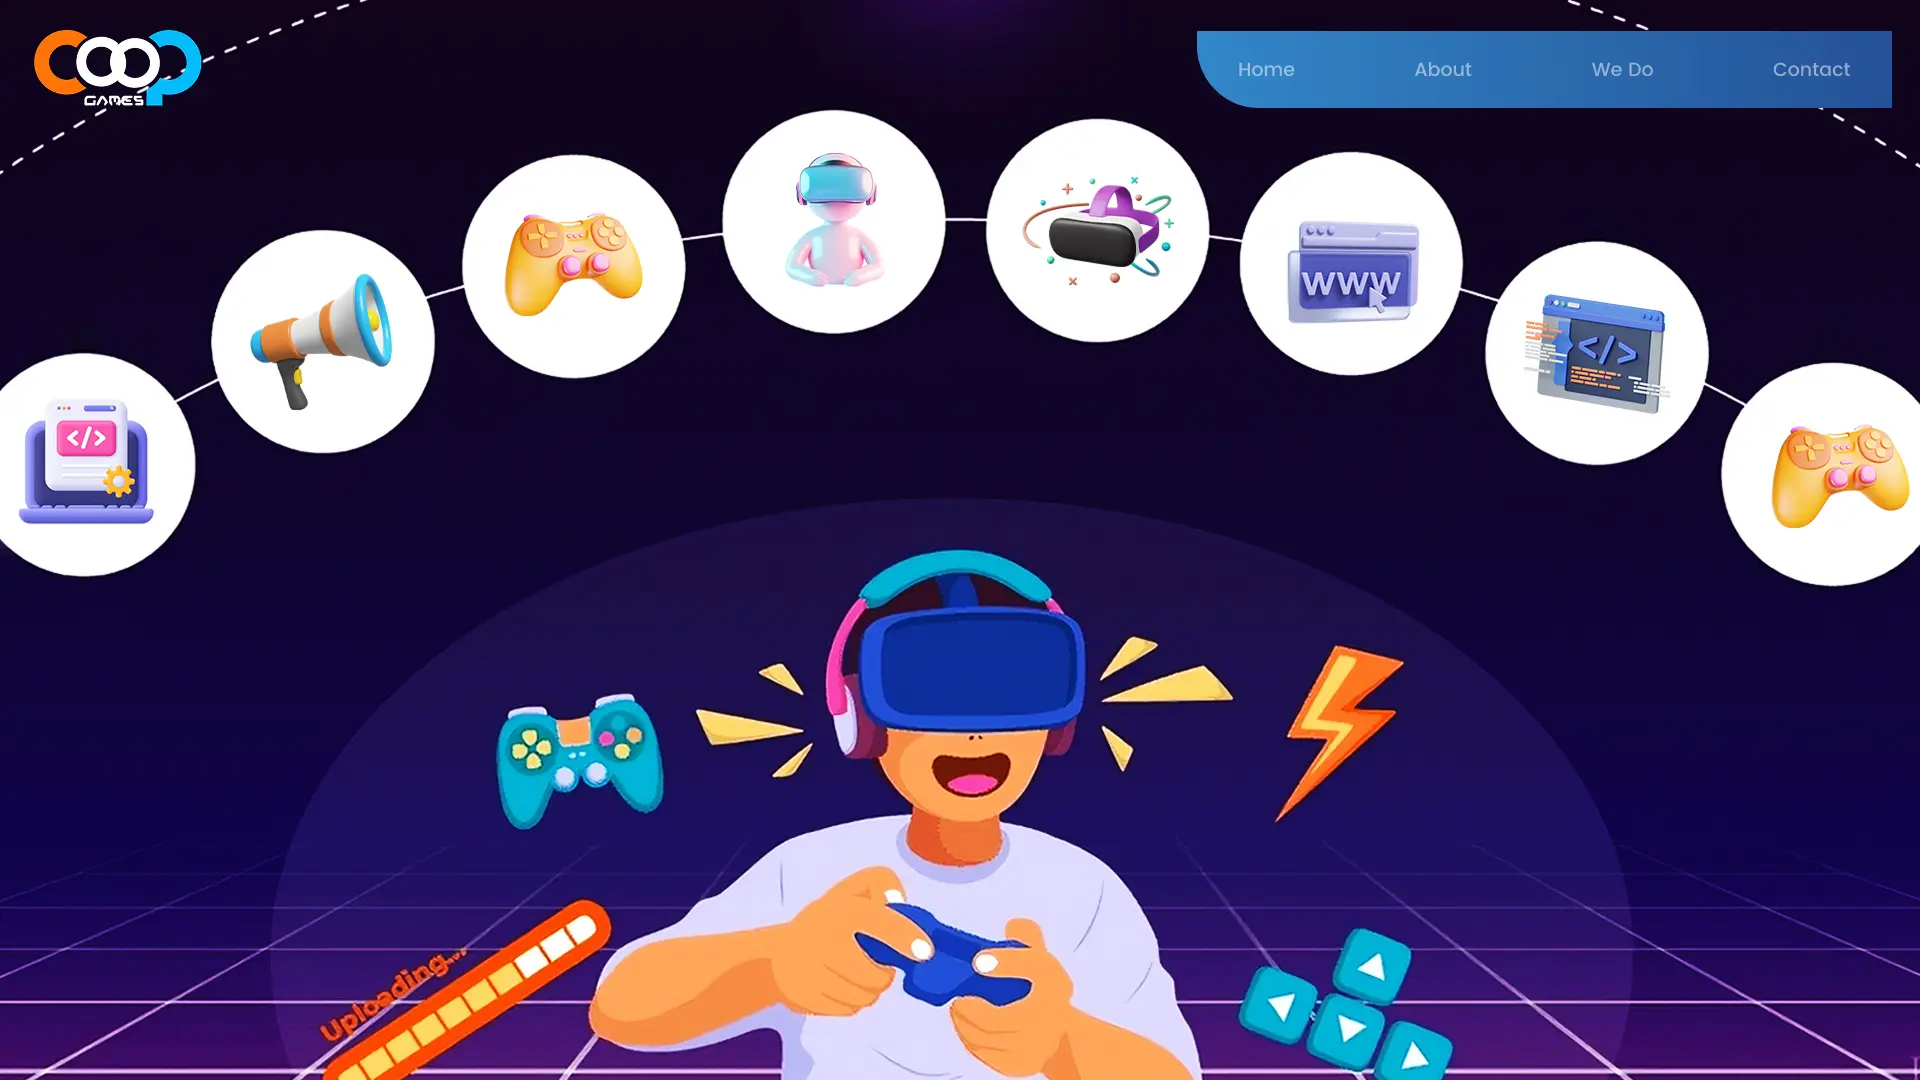 COOP
GAMES
Home
About
We Do
Contact
WWW
</>
</>
Uploading...